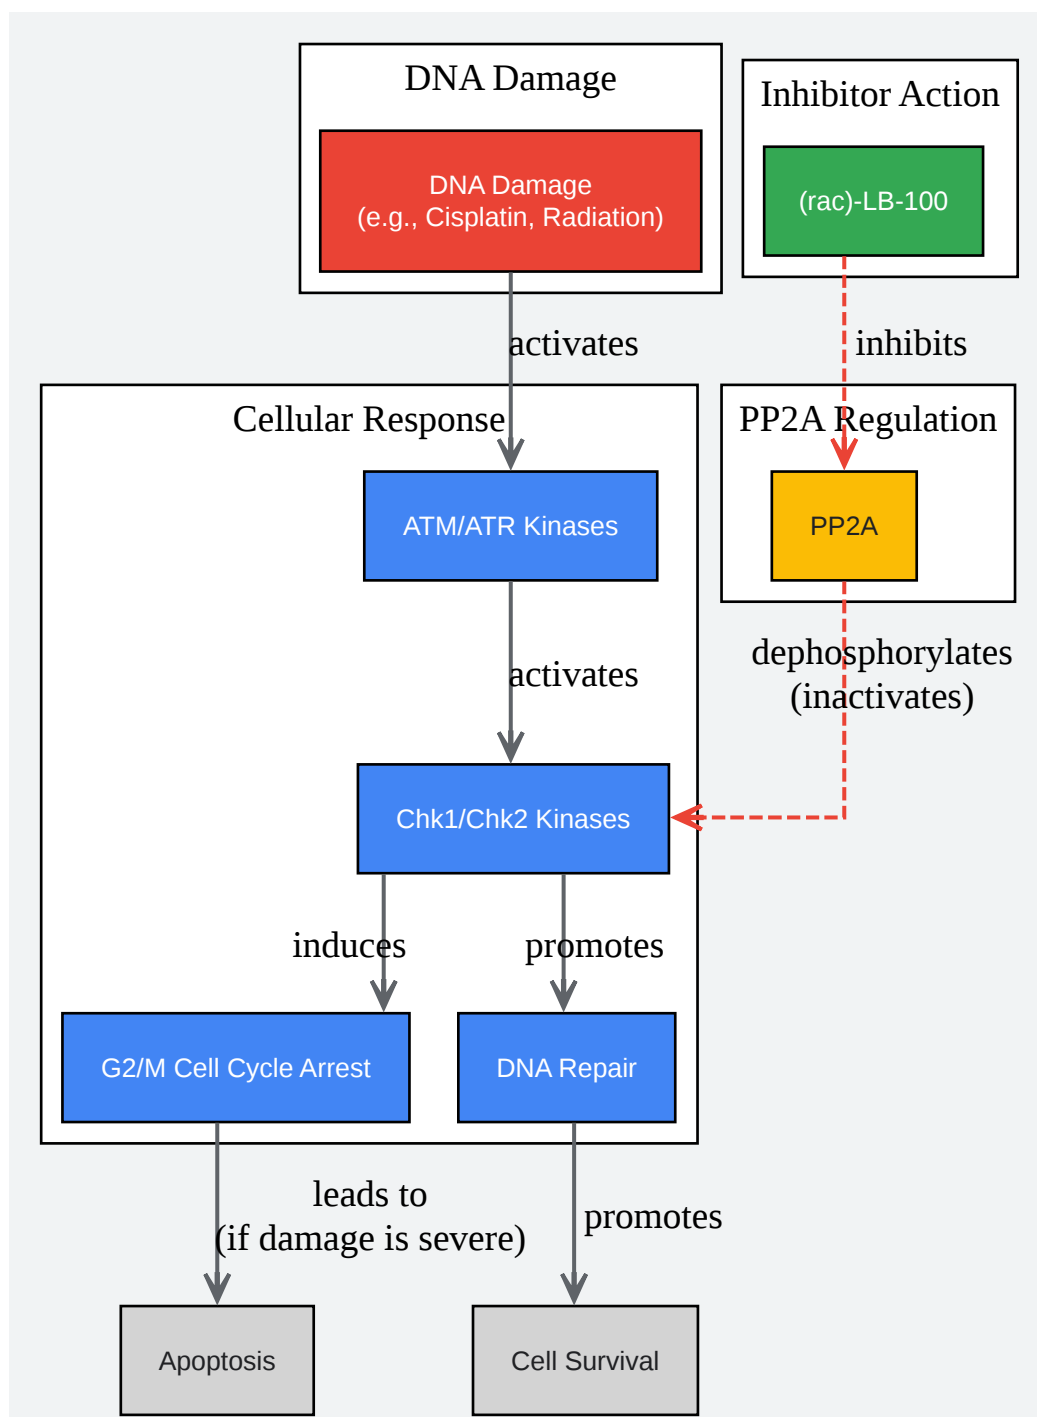 DNA Damage
Inhibitor Action
DNA Damage
(e.g., Cisplatin, Radiation)
(rac)-LB-100
activates
inhibits
Cellular Response
PP2A Regulation
ATM/ATR Kinases
PP2A
activates
dephosphorylates
(inactivates)
Chk1/Chk2 Kinases
induces
promotes
G2/M Cell Cycle Arrest
DNA Repair
leads to
(if damage is severe)
promotes
Apoptosis
Cell Survival